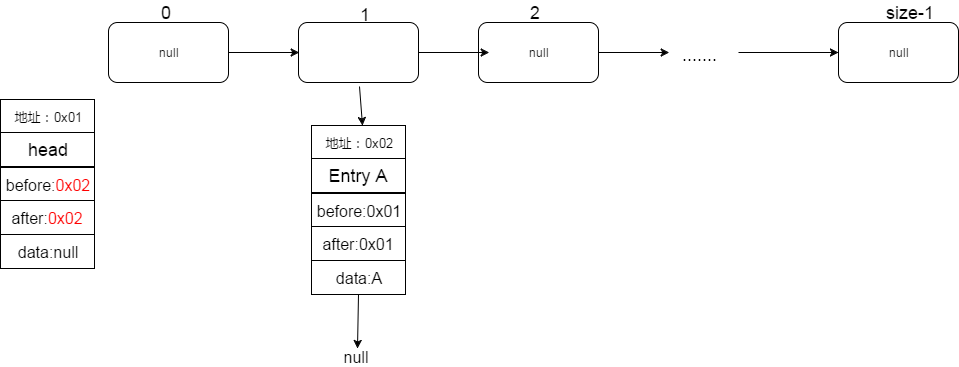 0
1
2
size-1
null
null
.......
null
地址：0x01
head
before:0x02
after:0x02
data:null
地址：0x02
Entry A
before:0x01
after:0x01
data:A
null